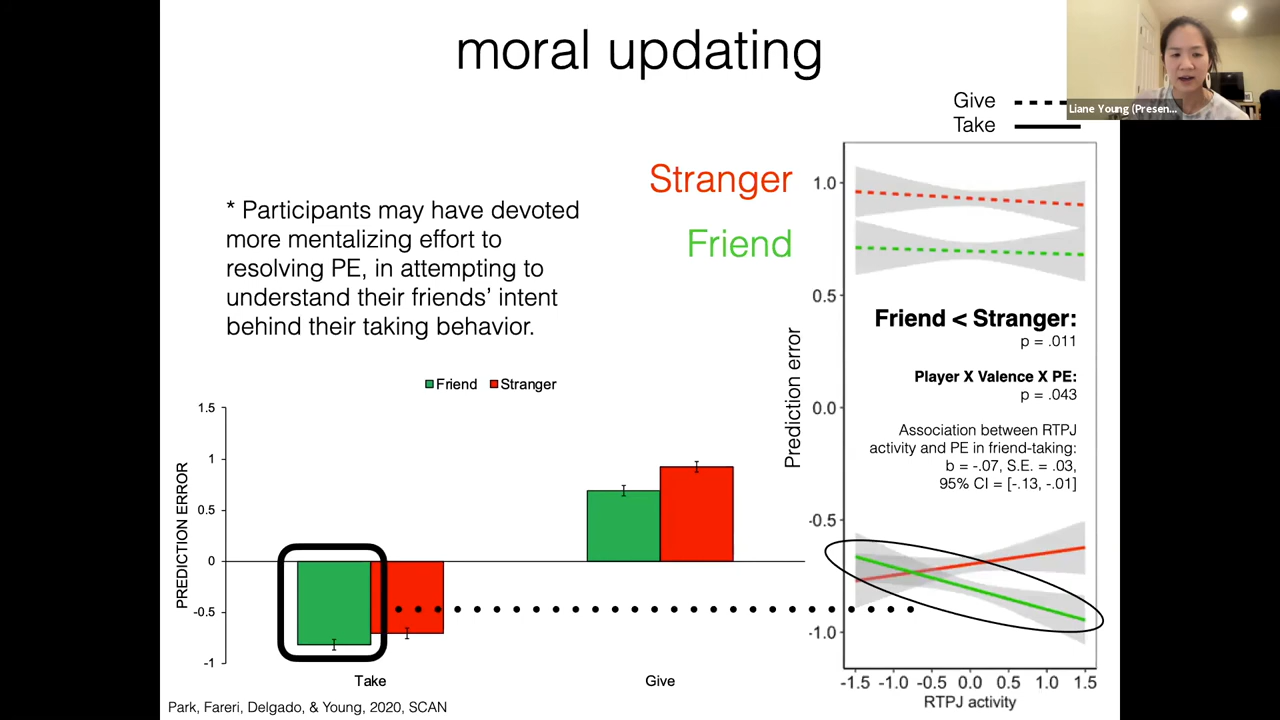 moral updating
Liane Young (Presen...
Give
Take
Stranger
Friend
* Participants may have devoted
more mentalizing effort to
resolving PE, in attempting to
understand their friends’ intent
behind their taking behavior.
Friend Stranger
PREDICTION ERROR
1.5
1
0.5
0
-0.5
-1
Take Give
Prediction error
1.0
0.5
0.0
-0.5
-1.0
Friend < Stranger:
p = .011
Player X Valence X PE:
p = .043
Association between RTPJ
activity and PE in friend-taking:
b = -.07, S.E. = .03,
95% CI = [-.13, -.01]
-1.5 -1.0 -0.5 0.0 0.5 1.0 1.5
RTPJ activity
Park, Fareri, Delgado, & Young, 2020, SCAN